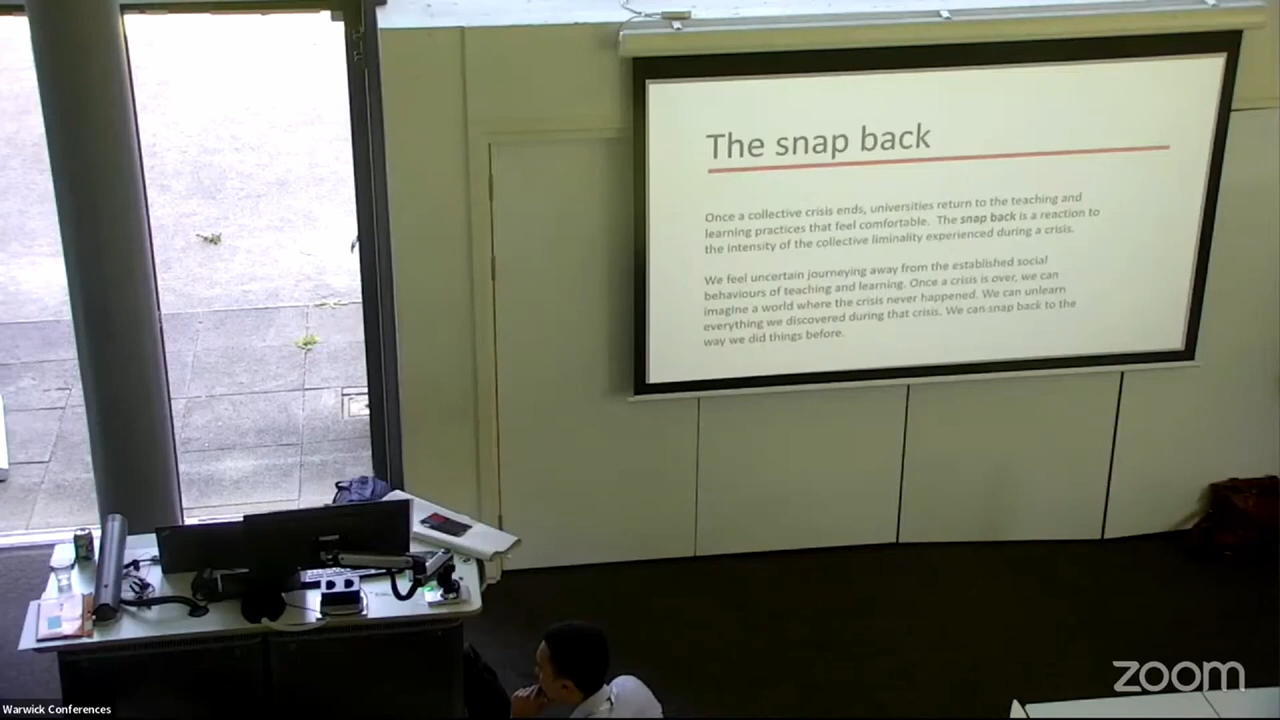 The snap back
Once a collective crisis ends, universities return to the teaching and
learning practices that feel comfortable. The snap back is a reaction to
the intensity of the collective liminality experienced during a crisis.
We feel uncertain journeying away from the established social
behaviours of teaching and learning. Once a crisis is over, we can
imagine a world where the crisis never happened. We can unlearn
everything we discovered during that crisis. We can snap back to the
way we did things before.
zoom
Warwick Conferences